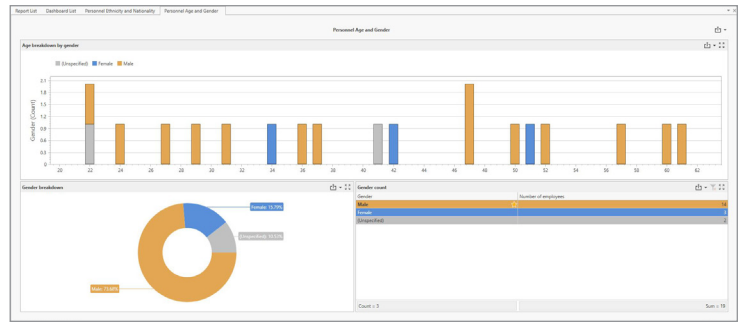 Report List
Dashboard List
Personnel Ethnicity and Nationality
Personnel Age and Gender
Personnel Age and Gender
Age breakdown by gender
(Unspecified)
Female
Male
Gender (Count)
2.1
1.8
1.5
1.2
0.9
0.6
0.3
0
20 22 24 26 28 30 32 34 36 38 40 42 44 46 48 50 52 54 56 58 60 62
Gender breakdown
Female: 15.79%
(Unspecified): 10.53%
Male: 73.68%
Gender count
Gender Number of employees
Male 14
Female 3
(Unspecified) 2
Count = 3
Sum = 19